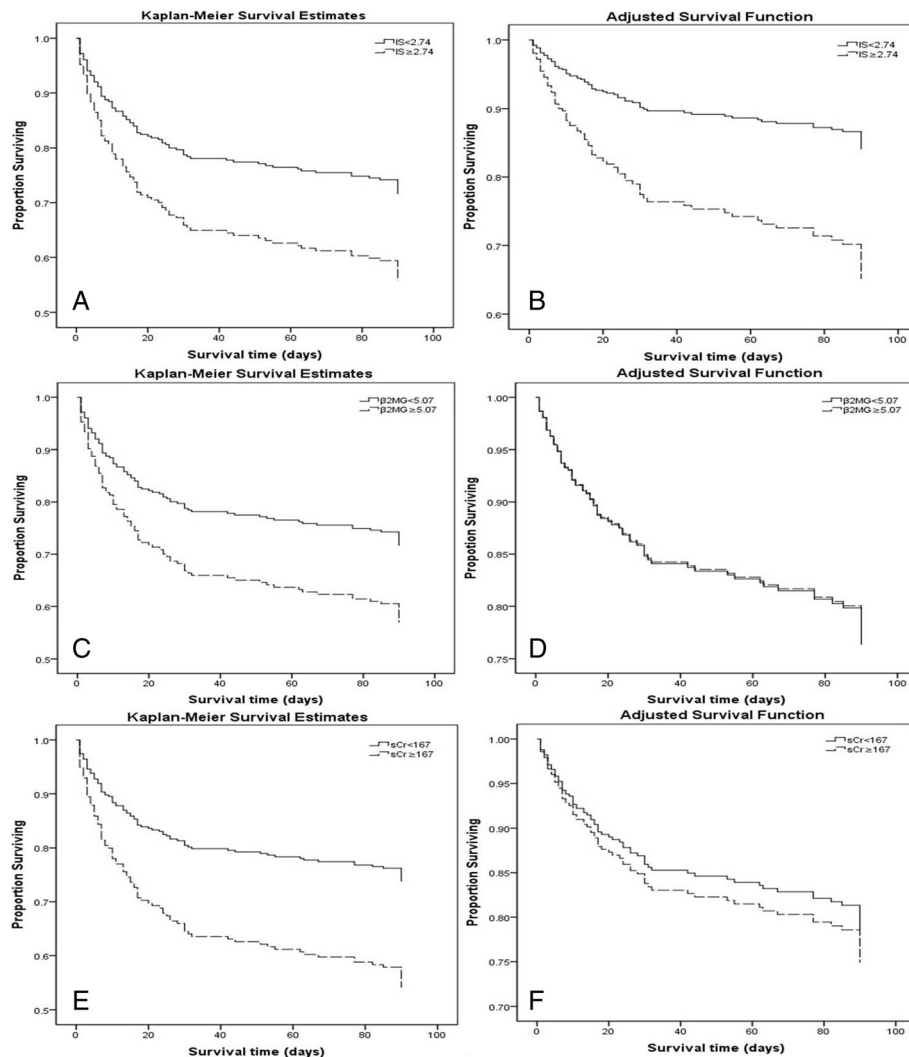 Kaplan-Meier Survival Estimates
IS<2.74
IS≥2.74
1.0
0.9
0.8
0.7
0.6
0.5
Proportion Surviving
A
0 20 40 60 80 100
Survival time (days)
Adjusted Survival Function
IS<2.74
IS≥2.74
1.0
0.9
0.8
0.7
0.6
Proportion Surviving
B
0 20 40 60 80 100
Survival time (days)
Kaplan-Meier Survival Estimates
β2MG<5.07
β2MG≥5.07
1.0
0.9
0.8
0.7
0.6
0.5
Proportion Surviving
C
0 20 40 60 80 100
Survival time (days)
Adjusted Survival Function
β2MG<5.07
β2MG≥5.07
1.00
0.95
0.90
0.85
0.80
0.75
Propotion Surviving
D
0 20 40 60 80 100
Survival time (days)
Kaplan-Meier Survival Estimates
sCr<167
sCr≥167
1.0
0.9
0.8
0.7
0.6
0.5
Proportion Surviving
E
0 20 40 60 80 100
Survival time (days)
Adjusted Survival Function
sCr<167
sCr≥167
1.00
0.95
0.90
0.85
0.80
0.75
0.70
Proportion Surviving
F
0 20 40 60 80 100
Survival time (days)